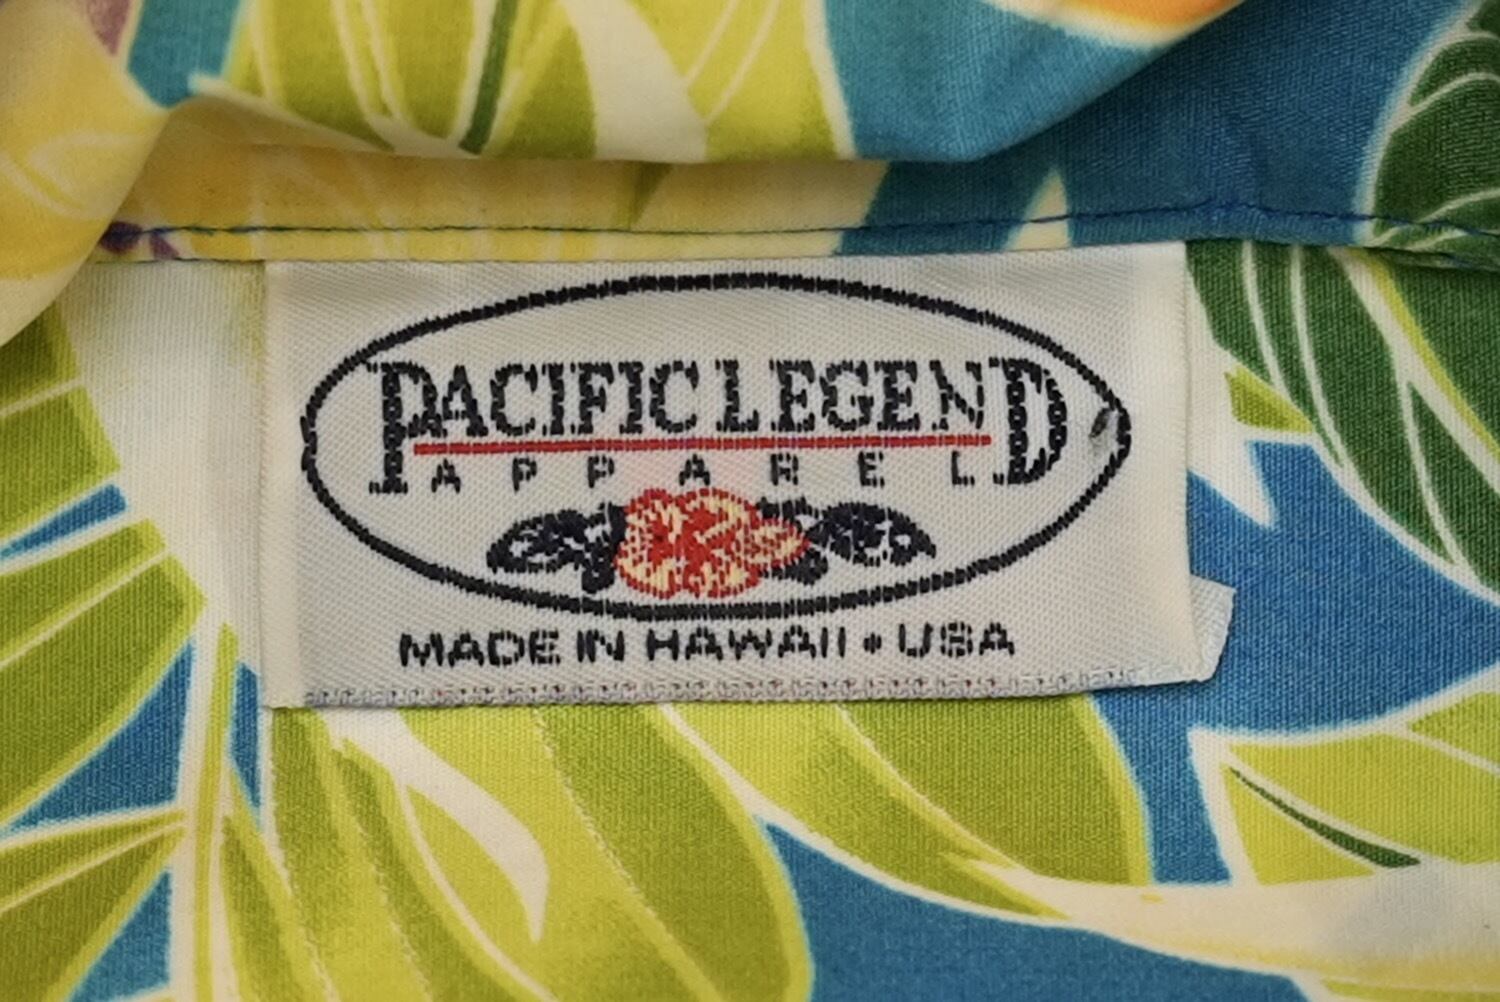 PACIFIC LEGEND
APPAREL
MADE IN HAWAII • USA